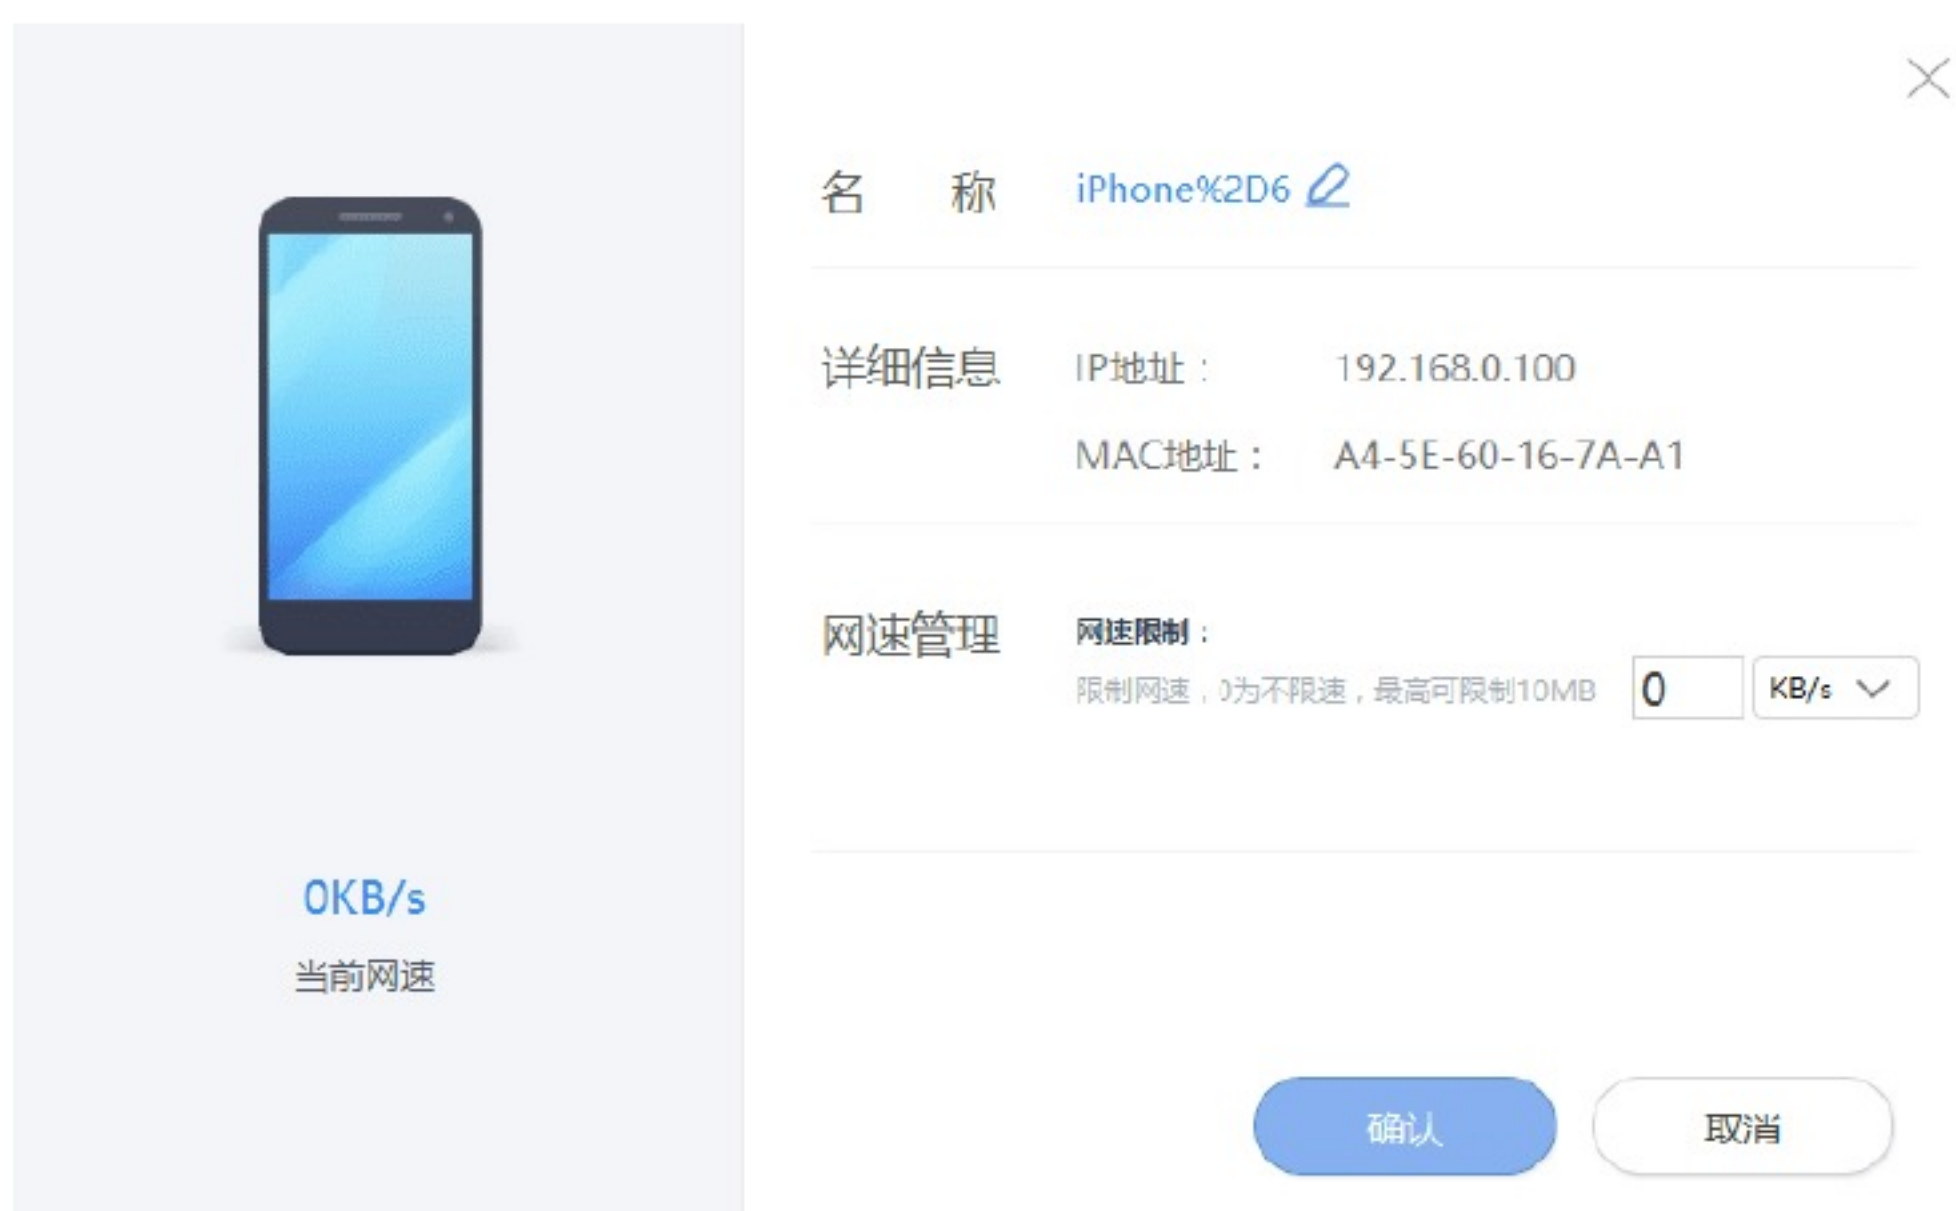 名 称 iPhone%2D6
详细信息 IP地址： 192.168.0.100
MAC地址： A4-5E-60-16-7A-A1
网速管理 网速限制：
限制网速，0为不限速，最高可限制10MB 0 KB/s
0KB/s
当前网速
确认 取消